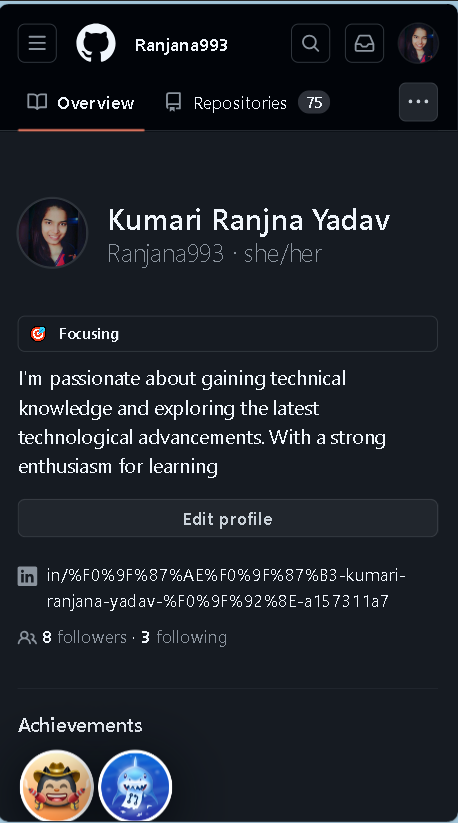 Ranjana993
Overview
Repositories 75
Kumari Ranjna Yadav
Ranjana993 · she/her
🎯 Focusing
I'm passionate about gaining technical
knowledge and exploring the latest
technological advancements. With a strong
enthusiasm for learning
Edit profile
in/%F0%9F%87%AE%F0%9F%87%B3-kumari-
ranjana-yadav-%F0%9F%92%8E-a157311a7
8 followers · 3 following
Achievements